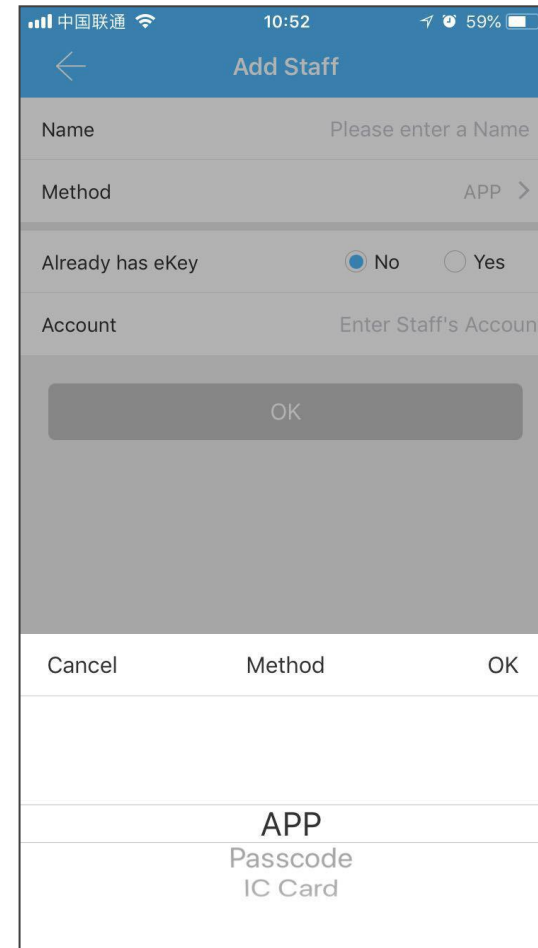 中国联通 10:52 59%
Add Staff
Name Please enter a Name
Method APP
Already has eKey No Yes
Account Enter Staff's Accoun
OK
Cancel Method OK
APP
Passcode
IC Card